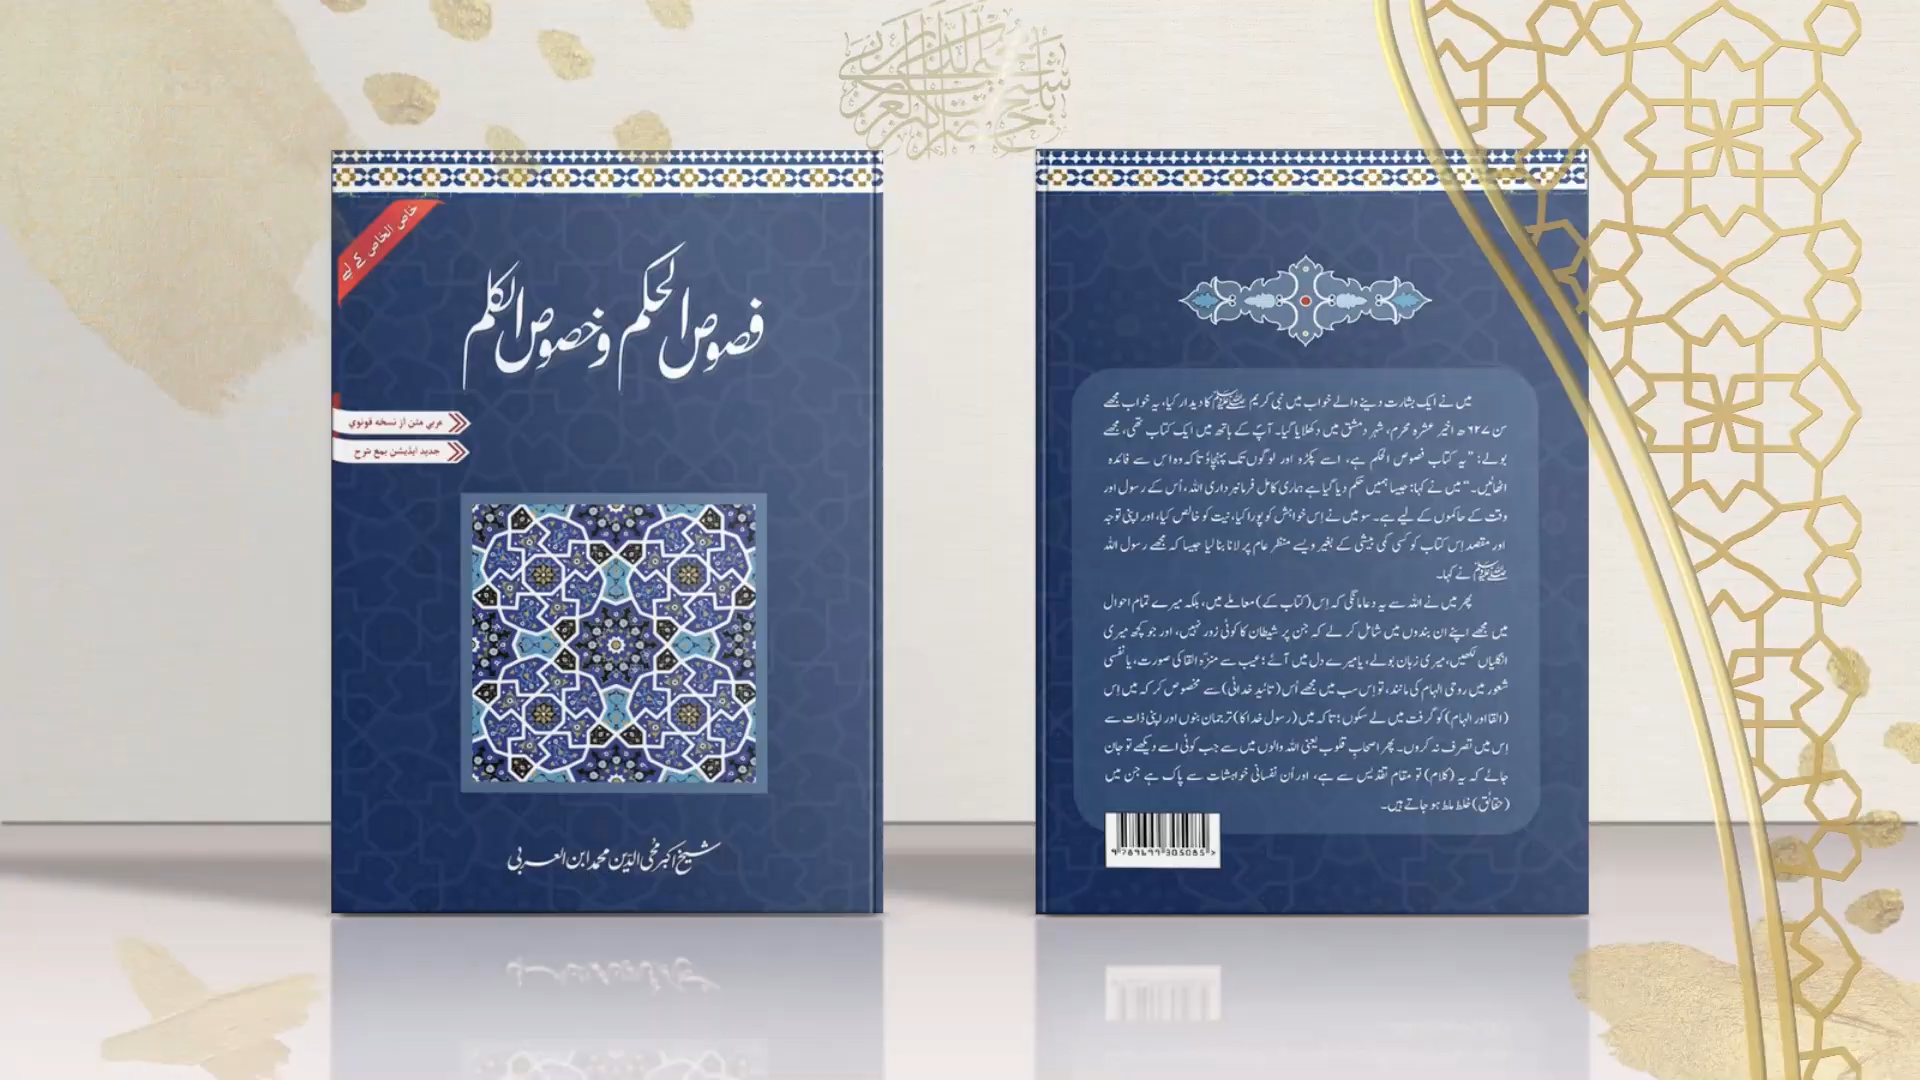 خاص الخاص کے لیے
فصوص الحکم و خصوص الکلم
عربي متن از نسخه قونوي
جدید ایڈیشن بمع شرح
شیخ اکبر محی الدین محمد ابن العربی
میں نے ایک بشارت دینے والے خواب میں نبی کریم ﷺ کا دیدار کیا، یہ خواب مجھے
سن ۶۲۷ ھ اخیر عشرہ محرم، شہر دمشق میں دکھلایا گیا۔ آپؐ کے ہاتھ میں ایک کتاب تھی، مجھے
بولے: ”یہ کتاب فصوص الحکم ہے، اسے پکڑو اور لوگوں تک پہنچاؤ تاکہ وہ اس سے فائدہ
اٹھائیں۔“ میں نے کہا: جیسا ہمیں حکم دیا گیا ہے ہماری کامل فرمانبرداری اللہ، اُس کے رسول اور
وقت کے حاکموں کے لیے ہے۔ سو میں نے اِس خواہش کو پورا کیا، نیت کو خالص کیا، اور اپنی توجہ
اور مقصد اِس کتاب کو کسی کمی بیشی کے بغیر ویسے منظر عام پر لانا بنا لیا جیسا کہ مجھے رسول اللہ
ﷺ نے کہا۔
پھر میں نے اللہ سے یہ دعا مانگی کہ اِس (کتاب کے) معاملے میں، بلکہ میرے تمام احوال
میں مجھے اپنے ان بندوں میں شامل کر لے کہ جن پر شیطان کا کوئی زور نہیں، اور جو کچھ میری
انگلیاں لکھیں، میری زبان بولے، یا میرے دل میں آئے؛ عیب سے منزّہ القا کی صورت، یا نفسی
شعور میں روحی الہام کی مانند، تو اِس سب میں مجھے اُس (تائید خدائی) سے مخصوص کر کہ میں اِس
(القا اور الہام) کو گرفت میں لے سکوں؛ تا کہ میں (رسول خدا کا) ترجمان بنوں اور اپنی ذات سے
اِس میں تصرف نہ کروں۔ پھر اصحابِ قلوب یعنی اللہ والوں میں سے جب کوئی اسے دیکھے تو جان
جائے کہ یہ (کلام) تو مقام تقدیس سے ہے، اور اُن نفسانی خواہشات سے پاک ہے جن میں
(حقائق) خلط ملط ہو جاتے ہیں۔
9 789699 305085 >